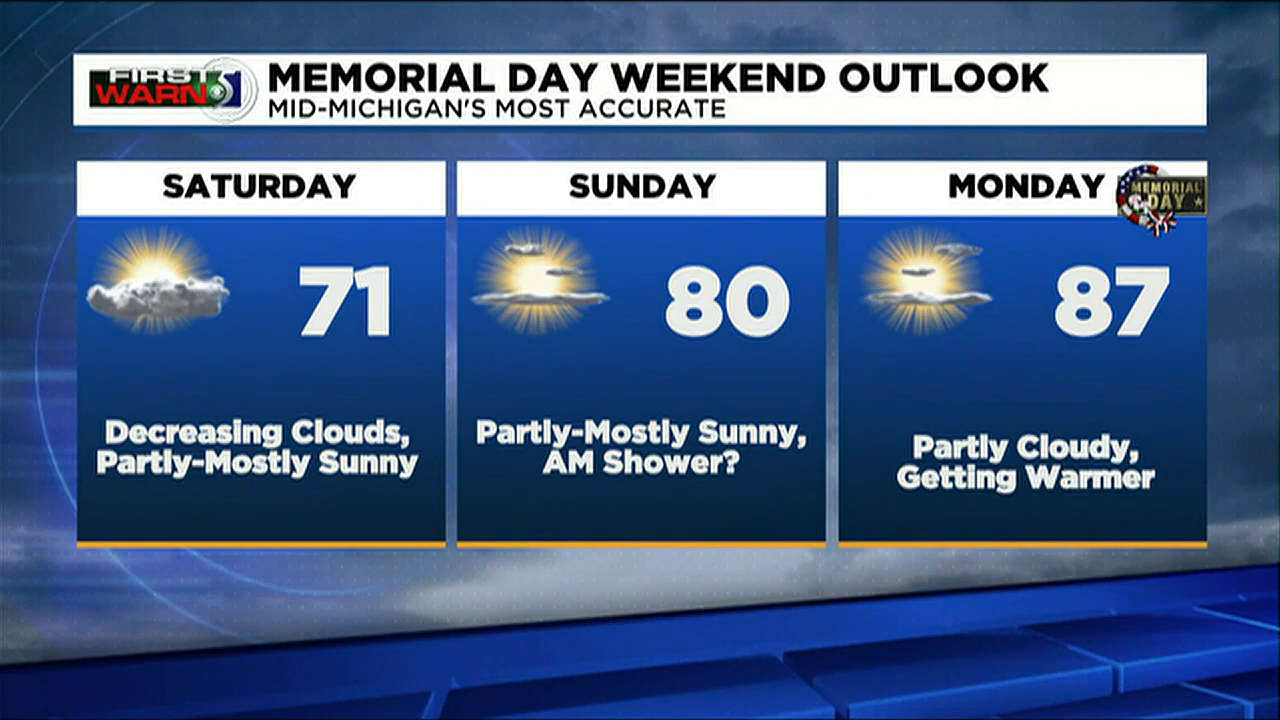 FIRST
WARN 5
MEMORIAL DAY WEEKEND OUTLOOK
MID-MICHIGAN'S MOST ACCURATE
SATURDAY
71
Decreasing Clouds,
Partly-Mostly Sunny
SUNDAY
80
Partly-Mostly Sunny,
AM Shower?
MONDAY
MEMORIAL
DAY
87
Partly Cloudy,
Getting Warmer